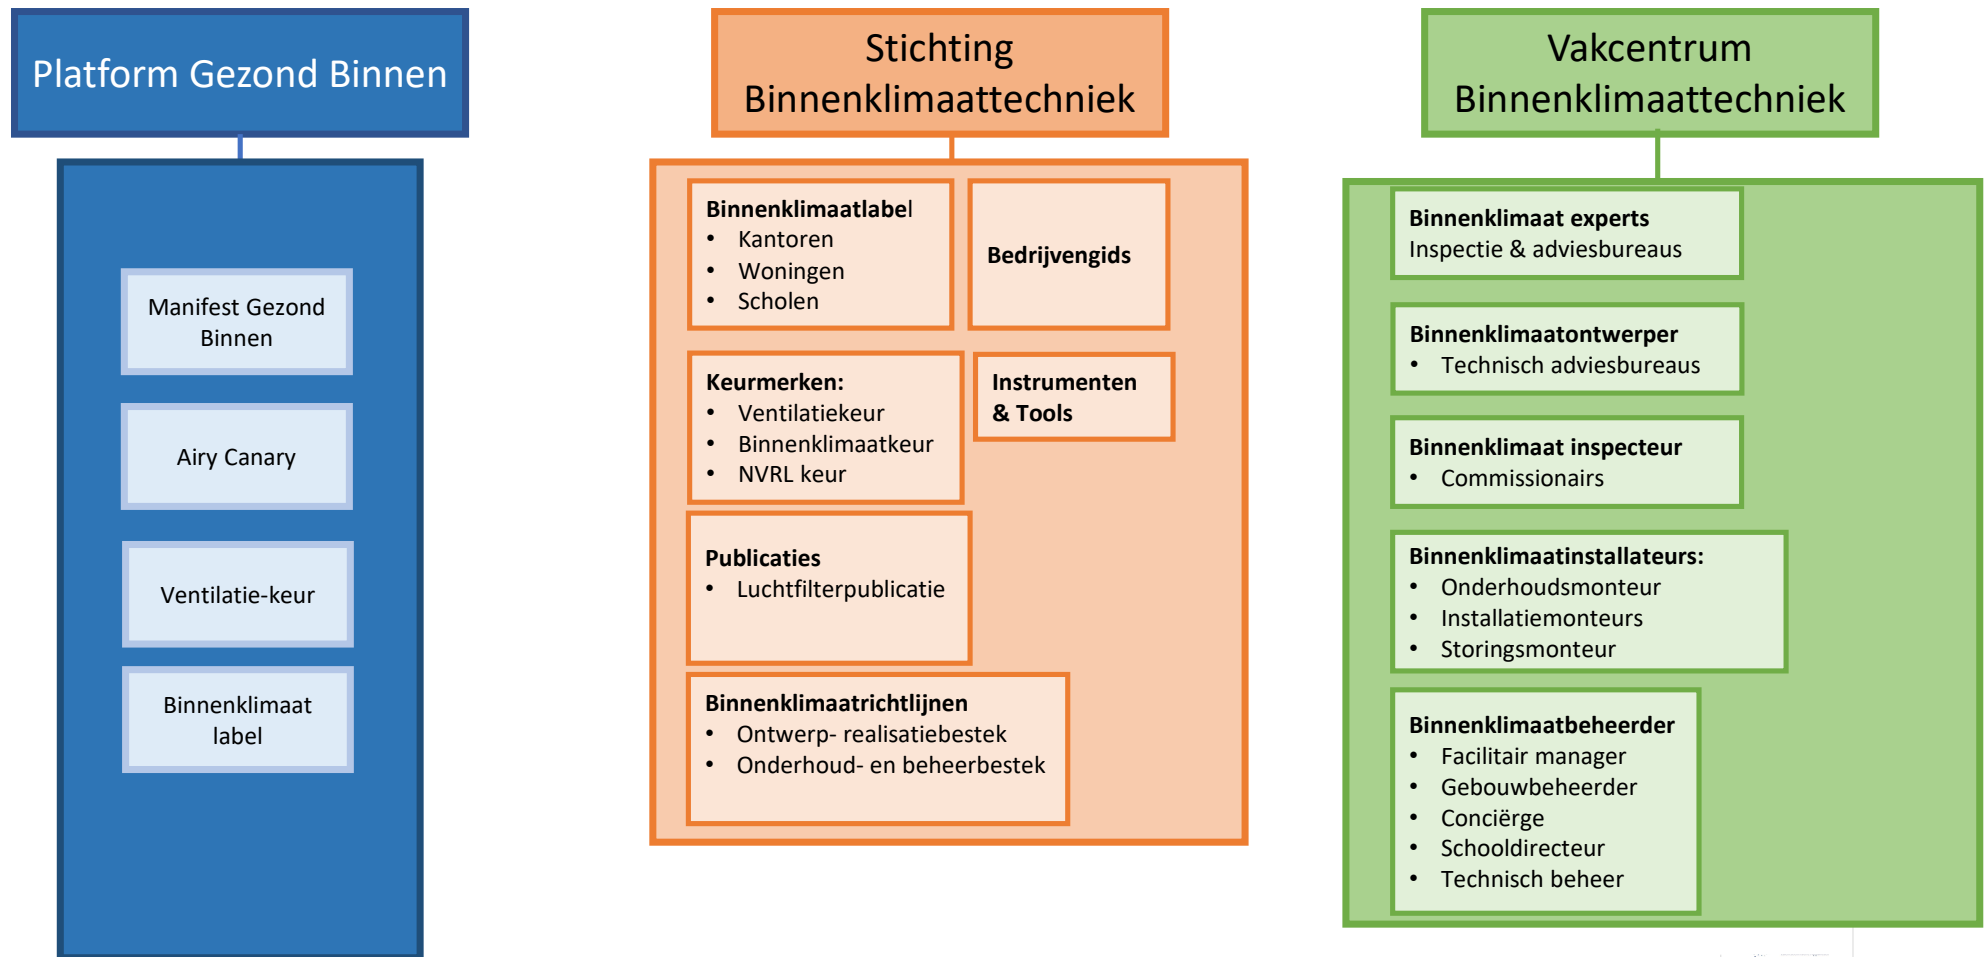 Platform Gezond Binnen
Manifest Gezond
Binnen
Airy Canary
Ventilatie-keur
Binnenklimaat
label
Stichting
Binnenklimaattechniek
Binnenklimaatlabel
• Kantoren
• Woningen
• Scholen
Bedrijvengids
Keurmerken:
• Ventilatiekeur
• Binnenklimaatkeur
• NVRL keur
Instrumenten
& Tools
Publicaties
• Luchtfilterpublicatie
Binnenklimaatrichtlijnen
• Ontwerp- realisatiebestek
• Onderhoud- en beheerbestek
Vakcentrum
Binnenklimaattechniek
Binnenklimaat experts
Inspectie & adviesbureaus
Binnenklimaatontwerper
• Technisch adviesbureaus
Binnenklimaat inspecteur
• Commissionairs
Binnenklimaatinstallateurs:
• Onderhoudsmonteur
• Installatiemonteurs
• Storingsmonteur
Binnenklimaatbeheerder
• Facilitair manager
• Gebouwbeheerder
• Conciërge
• Schooldirecteur
• Technisch beheer